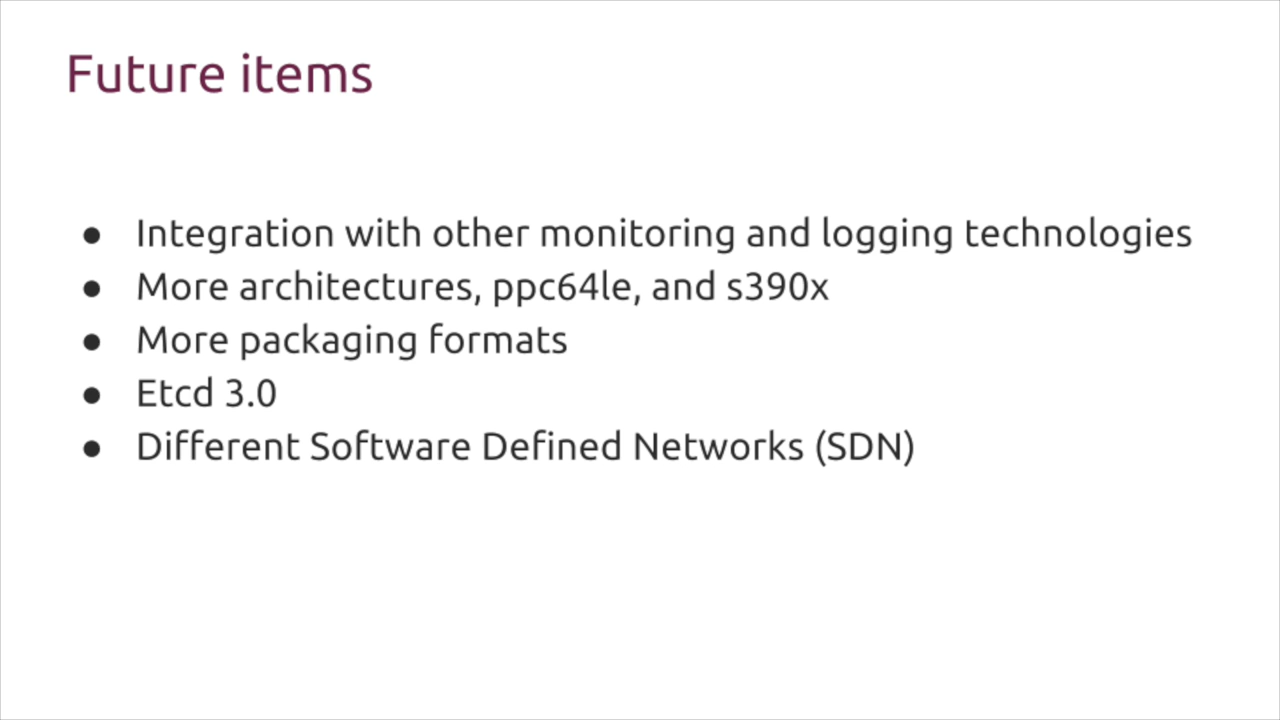 Future items
● Integration with other monitoring and logging technologies
● More architectures, ppc64le, and s390x
● More packaging formats
● Etcd 3.0
● Different Software Defined Networks (SDN)